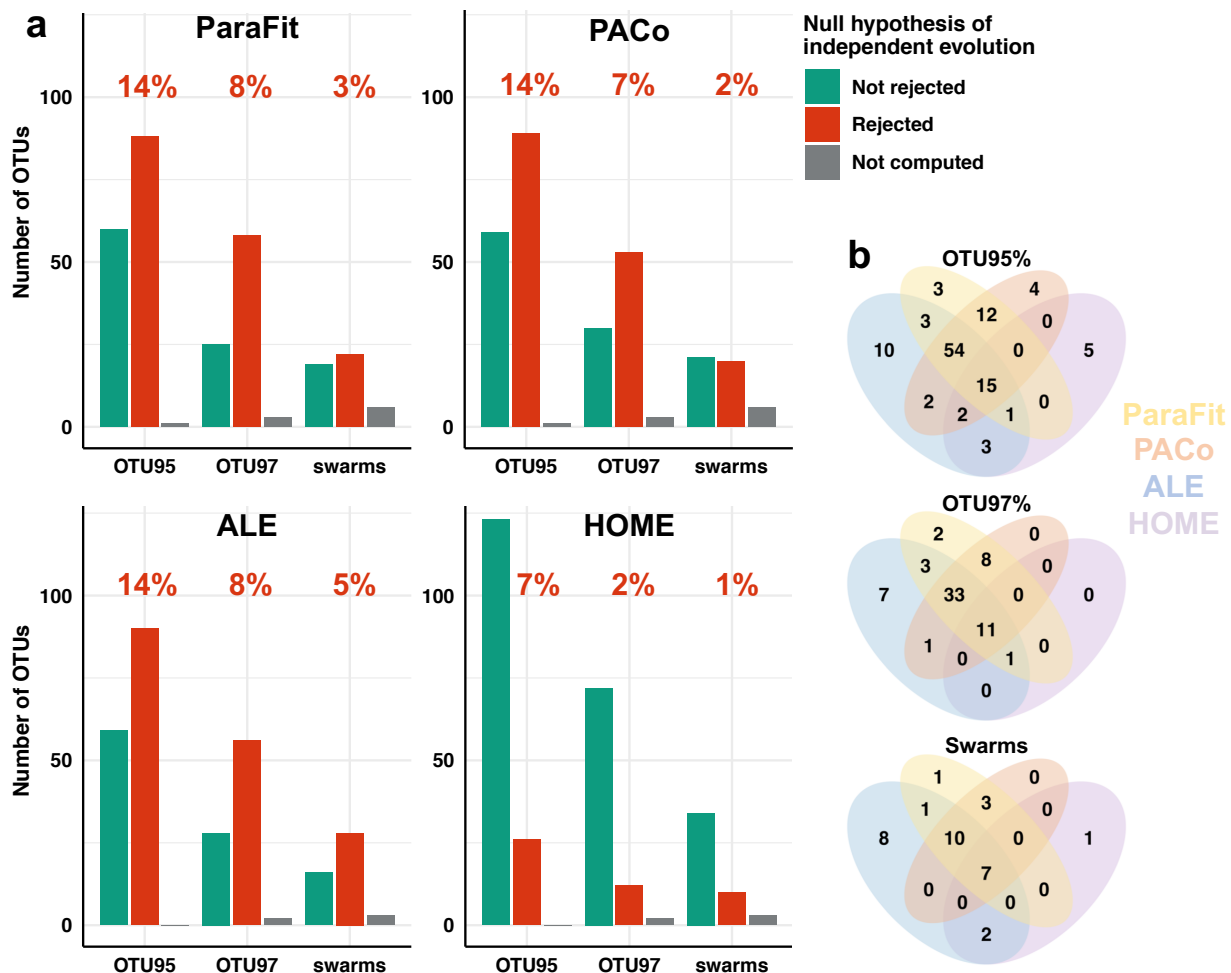 a
ParaFit
14% 8% 3%
Number of OTUs
100
50
0
OTU95 OTU97 swarms
PACo
14% 7% 2%
100
50
0
OTU95 OTU97 swarms
Null hypothesis of
independent evolution
Not rejected
Rejected
Not computed
ALE
14% 8% 5%
Number of OTUs
100
50
0
OTU95 OTU97 swarms
HOME
7% 2% 1%
100
50
0
OTU95 OTU97 swarms
b
OTU95%
3 4
3 12 0
10 54 0 5
15
2 2 1 0
3
OTU97%
2 0
3 8 0
7 33 0 0
11
1 0 1 0
0
Swarms
1 0
1 3 0
8 10 0 1
7
0 0 0 0
2
ParaFit
PACo
ALE
HOME